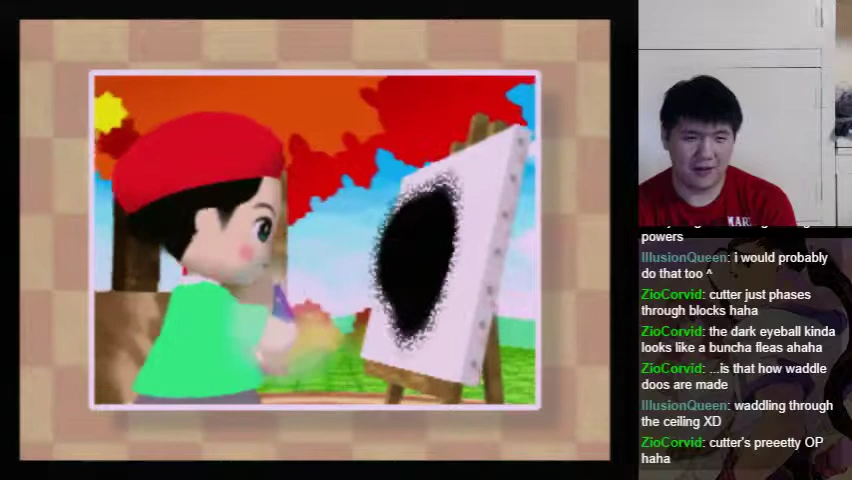 MAR
powers
IllusionQueen: i would probably
do that too ^
ZioCorvid: cutter just phases
through blocks haha
ZioCorvid: the dark eyeball kinda
looks like a buncha fleas ahaha
ZioCorvid: ...is that how waddle
doos are made
IllusionQueen: waddling through
the ceiling XD
ZioCorvid: cutter's preeetty OP
haha